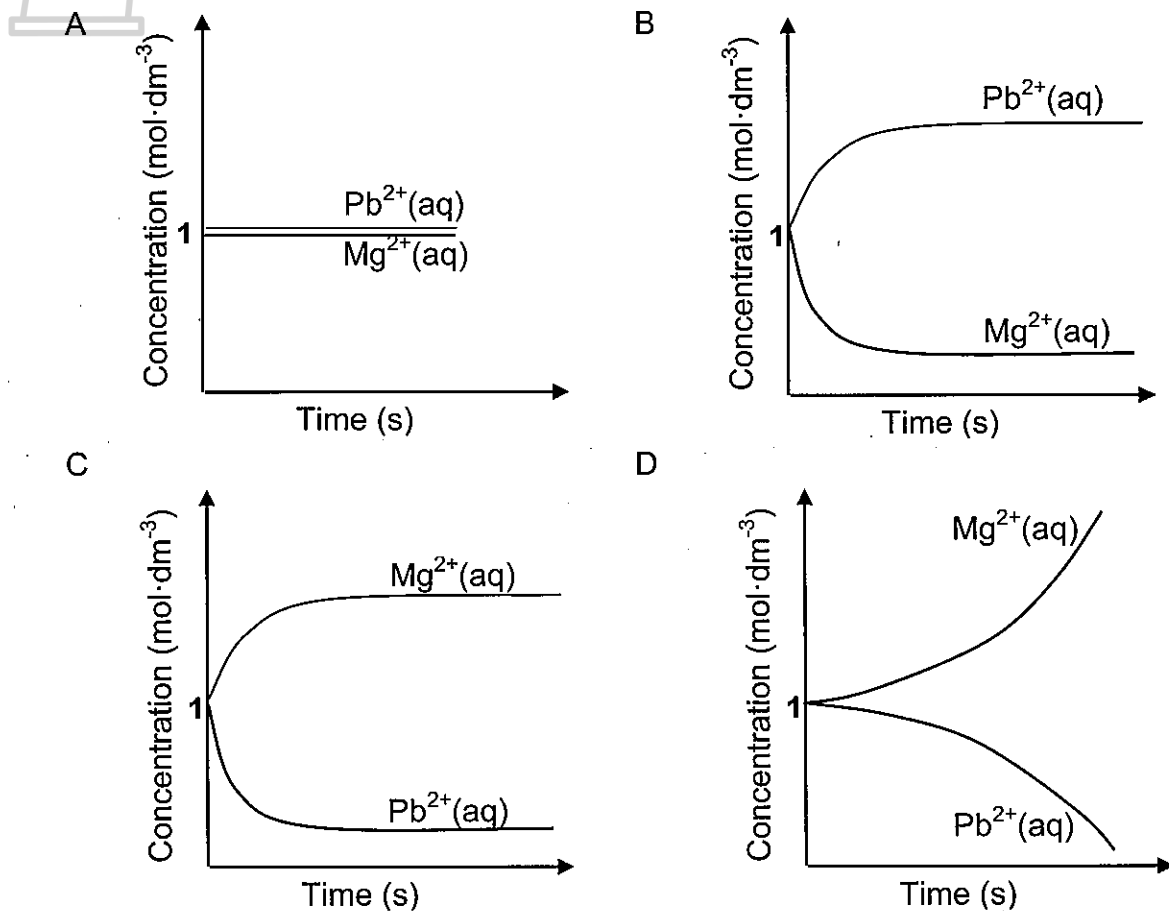 A
Concentration (mol·dm⁻³)
1
Pb²⁺(aq)
Mg²⁺(aq)
Time (s)
B
Concentration (mol·dm⁻³)
1
Pb²⁺(aq)
Mg²⁺(aq)
Time (s)
C
Concentration (mol·dm⁻³)
1
Mg²⁺(aq)
Pb²⁺(aq)
Time (s)
D
Concentration (mol·dm⁻³)
1
Mg²⁺(aq)
Pb²⁺(aq)
Time (s)